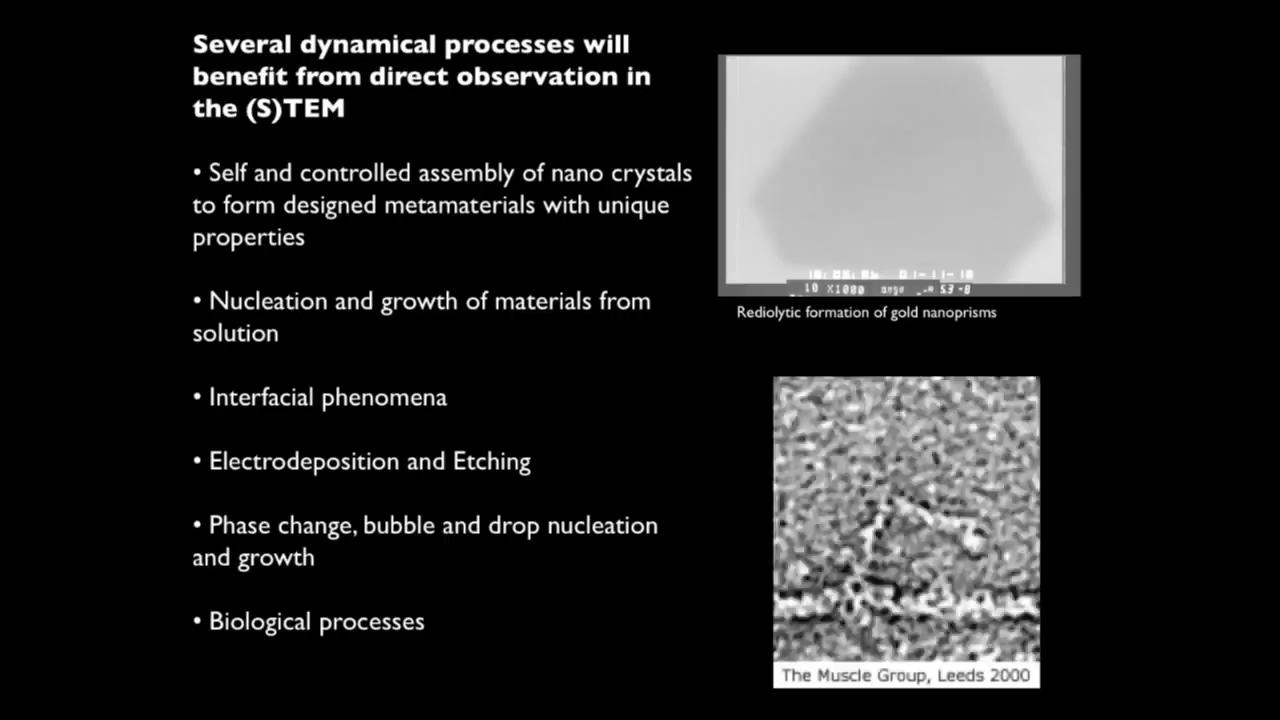 Several dynamical processes will
benefit from direct observation in
the (S)TEM
• Self and controlled assembly of nano crystals
to form designed metamaterials with unique
properties
• Nucleation and growth of materials from
solution
• Interfacial phenomena
• Electrodeposition and Etching
• Phase change, bubble and drop nucleation
and growth
• Biological processes
10 X1000
Rediolytic formation of gold nanoprisms
The Muscle Group, Leeds 2000